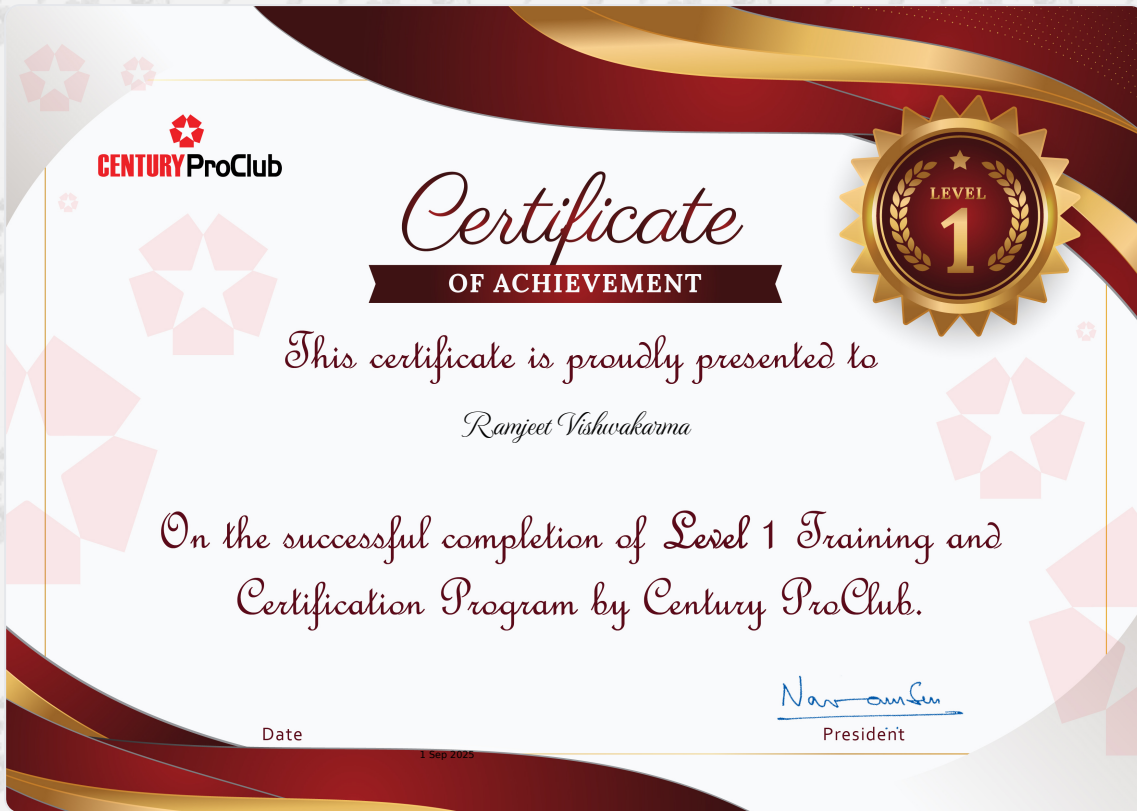 CENTURY ProClub
LEVEL
1
Certificate
OF ACHIEVEMENT
This certificate is proudly presented to
Ramjeet Vishwakarma
On the successful completion of Level 1 Training and
Certification Program by Century ProClub.
Date
1 Sep 2025
President